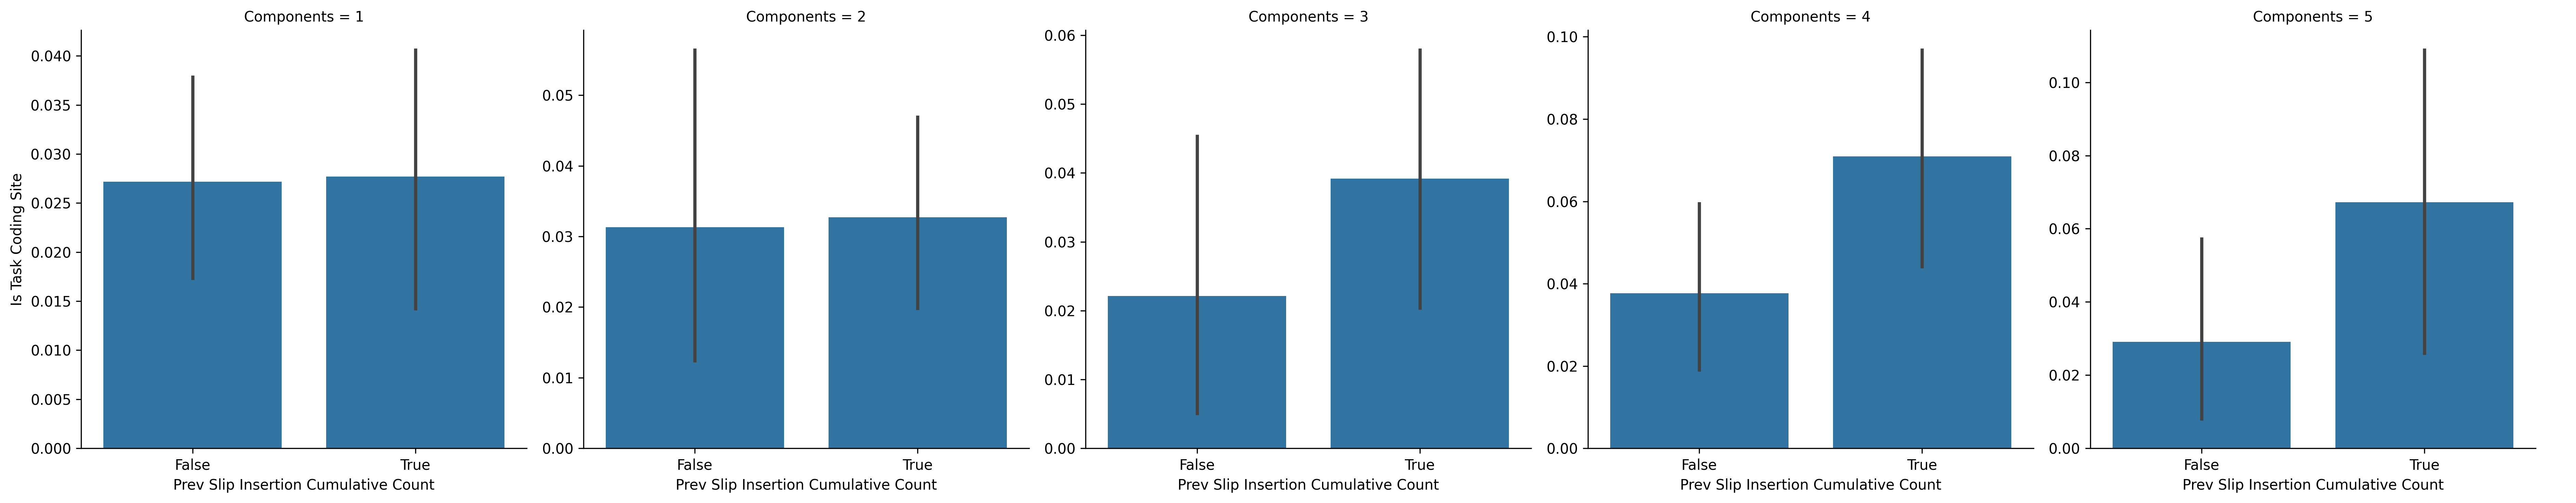 Components = 1
Components = 2
Components = 3
Components = 4
Components = 5
Is Task Coding Site
0.040
0.035
0.030
0.025
0.020
0.015
0.010
0.005
0.000
False
True
Prev Slip Insertion Cumulative Count
0.05
0.04
0.03
0.02
0.01
0.00
False
True
Prev Slip Insertion Cumulative Count
0.06
0.05
0.04
0.03
0.02
0.01
0.00
False
True
Prev Slip Insertion Cumulative Count
0.10
0.08
0.06
0.04
0.02
0.00
False
True
Prev Slip Insertion Cumulative Count
0.10
0.08
0.06
0.04
0.02
0.00
False
True
Prev Slip Insertion Cumulative Count